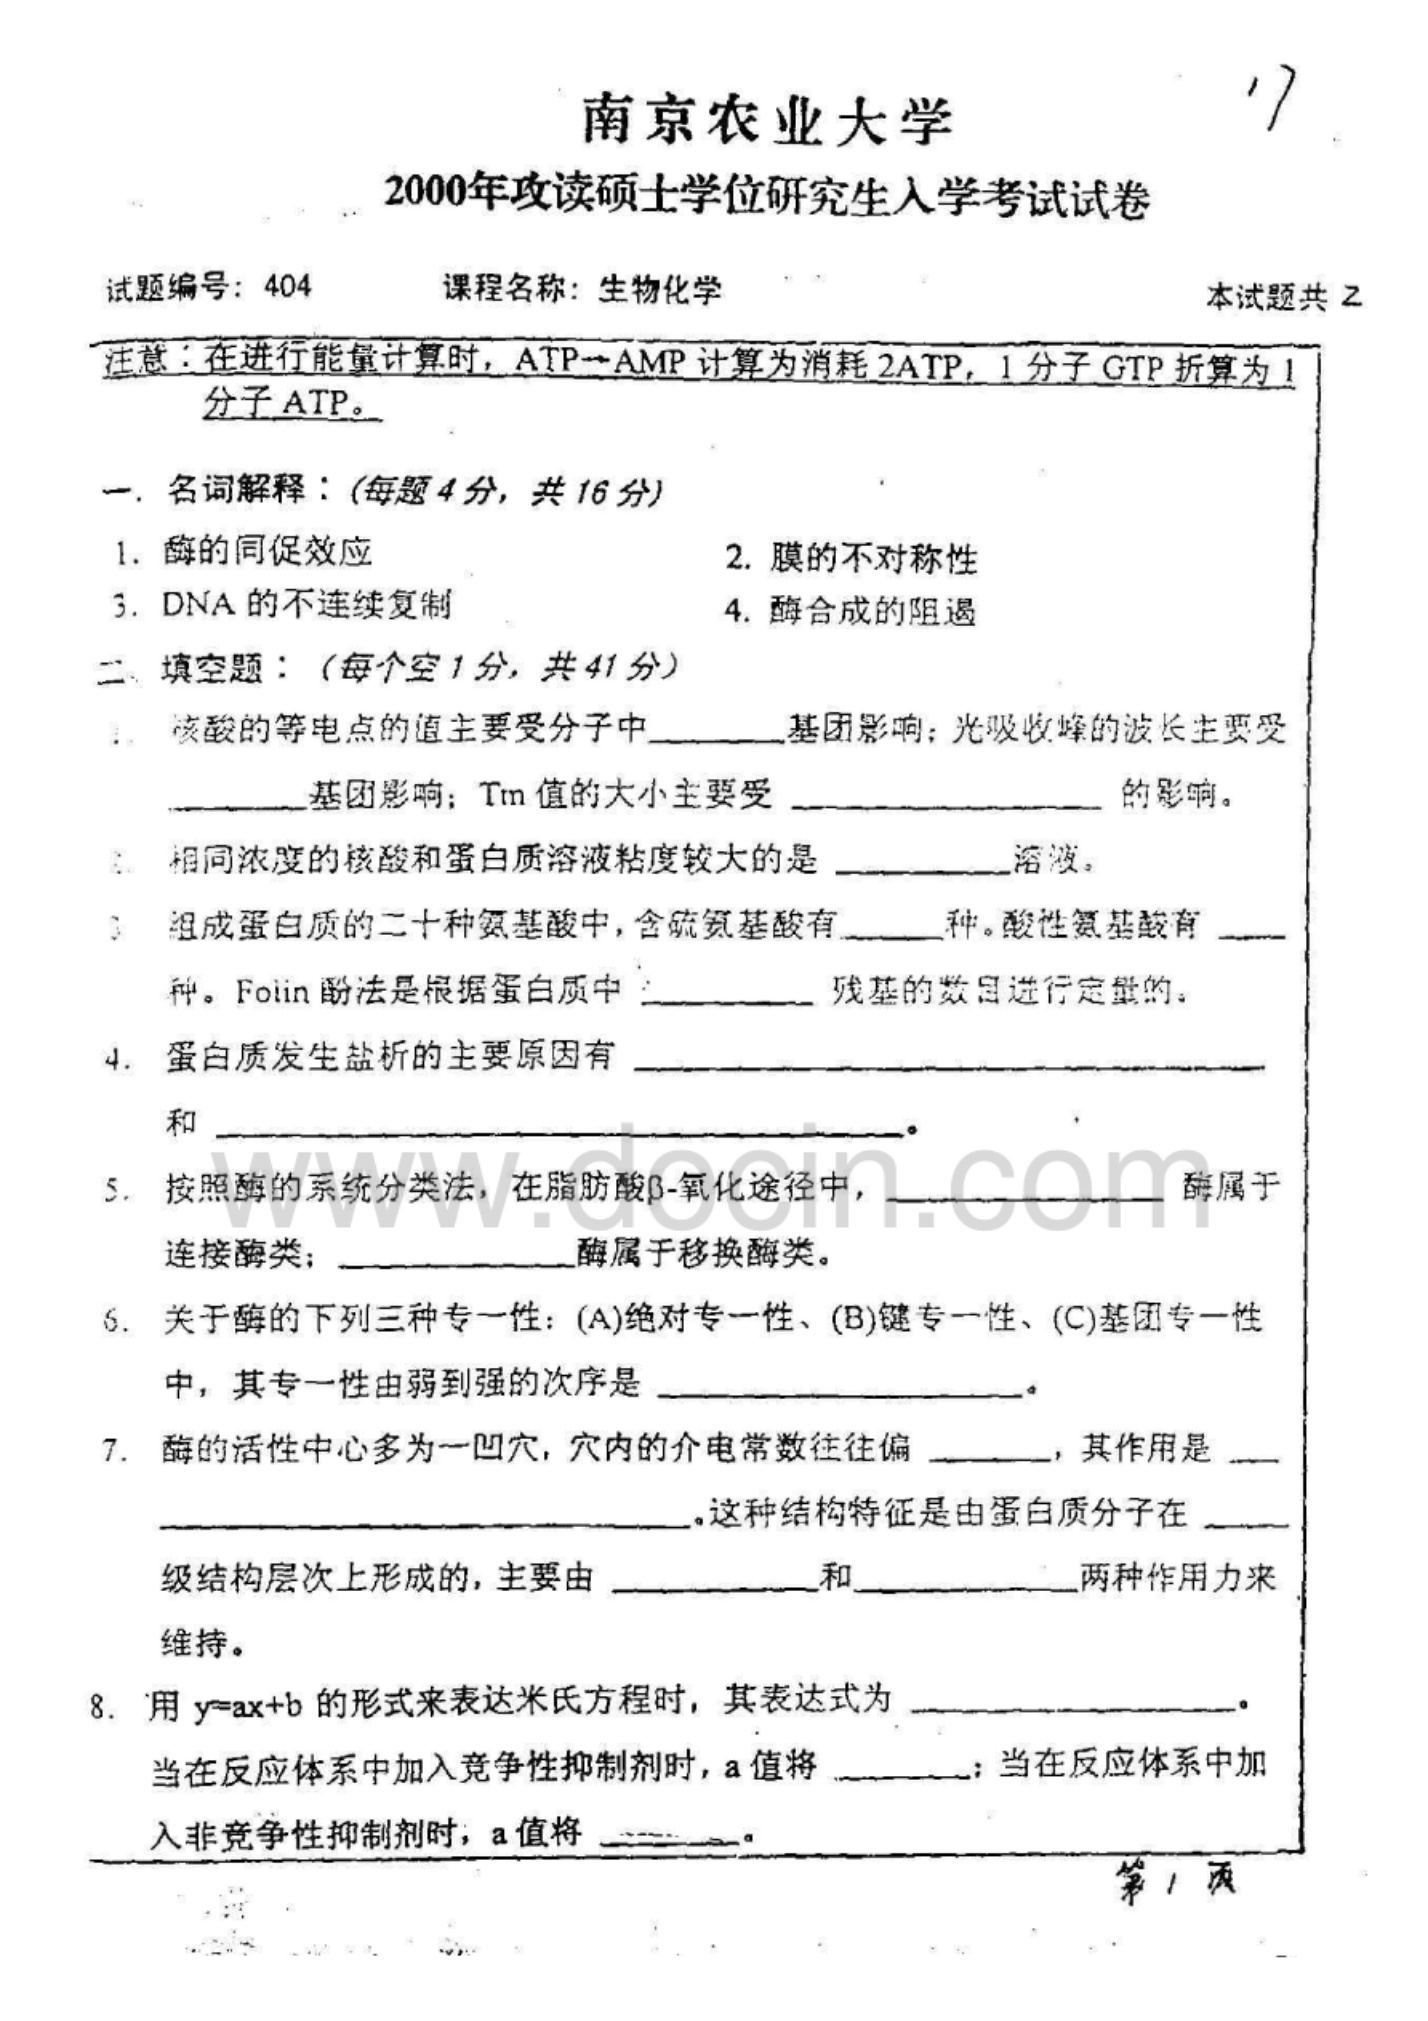 17
南京农业大学
2000年攻读硕士学位研究生入学考试试卷
试题编号：404 课程名称：生物化学 本试题共 2
注意：在进行能量计算时，ATP→AMP 计算为消耗 2ATP，1 分子 GTP 折算为 1
分子 ATP。
一. 名词解释：(每题 4 分，共 16 分)
1. 酶的同促效应 2. 膜的不对称性
3. DNA 的不连续复制 4. 酶合成的阻遏
二、填空题：（每个空 1 分，共 41 分）
1. 核酸的等电点的值主要受分子中________基团影响；光吸收峰的波长主要受
________基团影响；Tm 值的大小主要受 __________________ 的影响。
2. 相同浓度的核酸和蛋白质溶液粘度较大的是 __________溶液。
3 组成蛋白质的二十种氨基酸中，含硫氨基酸有______种。酸性氨基酸有 ____
种。Folin 酚法是根据蛋白质中 __________ 残基的数目进行定量的。
4. 蛋白质发生盐析的主要原因有 ____________________________________
和 ________________________________________。
5. 按照酶的系统分类法，在脂肪酸β-氧化途径中，________________ 酶属于
连接酶类；______________酶属于移换酶类。
6. 关于酶的下列三种专一性：(A)绝对专一性、(B)键专一性、(C)基团专一性
中，其专一性由弱到强的次序是 ______________________。
7. 酶的活性中心多为一凹穴，穴内的介电常数往往偏 _______，其作用是 ___
________________________________。这种结构特征是由蛋白质分子在 _____
级结构层次上形成的，主要由 ____________和_____________两种作用力来
维持。
8. 用 y=ax+b 的形式来表达米氏方程时，其表达式为 ___________________。
当在反应体系中加入竞争性抑制剂时，a 值将 ________；当在反应体系中加
入非竞争性抑制剂时，a 值将 ________。
第 1 页
www.docin.com